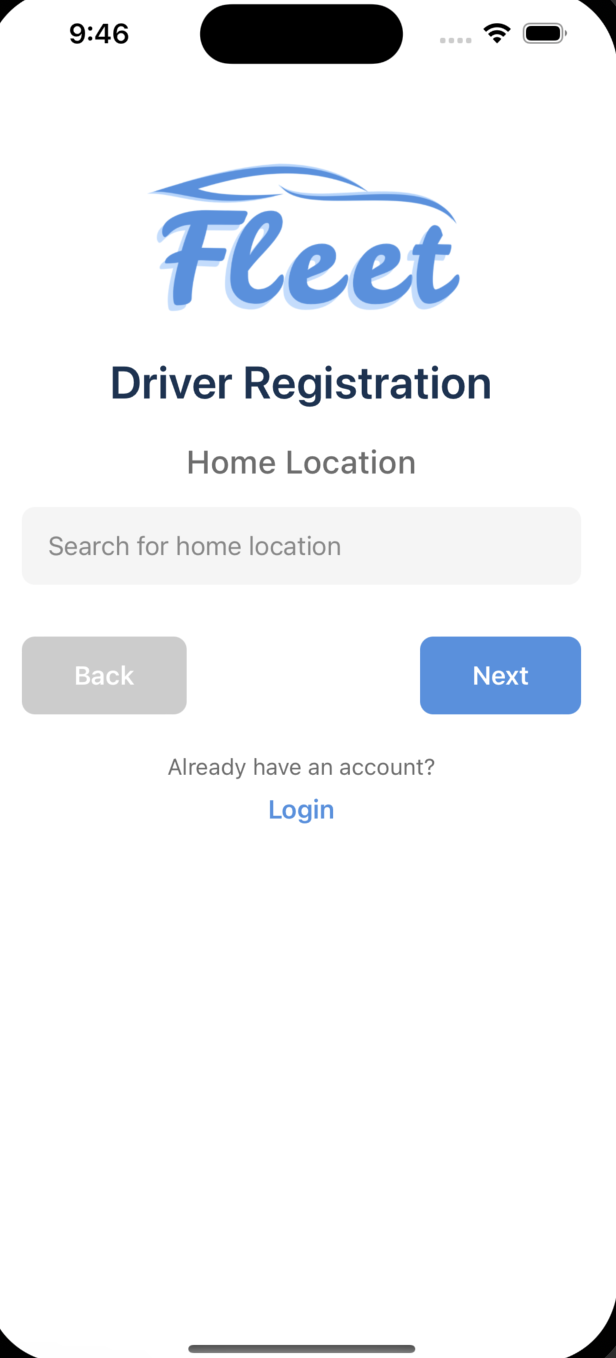 9:46
Fleet
Driver Registration
Home Location
Search for home location
Back
Next
Already have an account?
Login